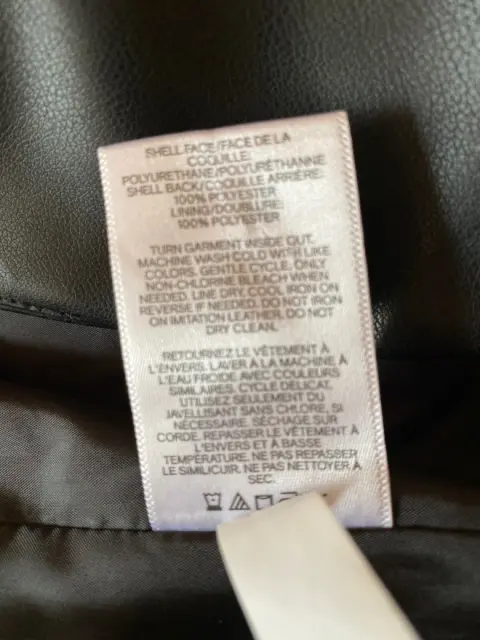 SHELL FACE/FACE DE LA
COQUILLE:
POLYURETHANE/POLYURÉTHANNE
SHELL BACK/COQUILLE ARRIÈRE:
100% POLYESTER
LINING/DOUBLURE:
100% POLYESTER
TURN GARMENT INSIDE OUT.
MACHINE WASH COLD WITH LIKE
COLORS, GENTLE CYCLE. ONLY
NON-CHLORINE BLEACH WHEN
NEEDED. LINE DRY. COOL IRON ON
REVERSE IF NEEDED. DO NOT IRON
ON IMITATION LEATHER. DO NOT
DRY CLEAN.
RETOURNEZ LE VÊTEMENT À
L'ENVERS. LAVER À LA MACHINE À
L'EAU FROIDE AVEC COULEURS
SIMILAIRES. CYCLE DELICAT.
UTILISEZ SEULEMENT DU
JAVELLISANT SANS CHLORE, SI
NÉCESSAIRE. SÉCHAGE SUR
CORDE. REPASSER LE VÊTEMENT À
L'ENVERS ET À BASSE
TEMPÉRATURE. NE PAS REPASSER
LE SIMILICUIR. NE PAS NETTOYER À
SEC.